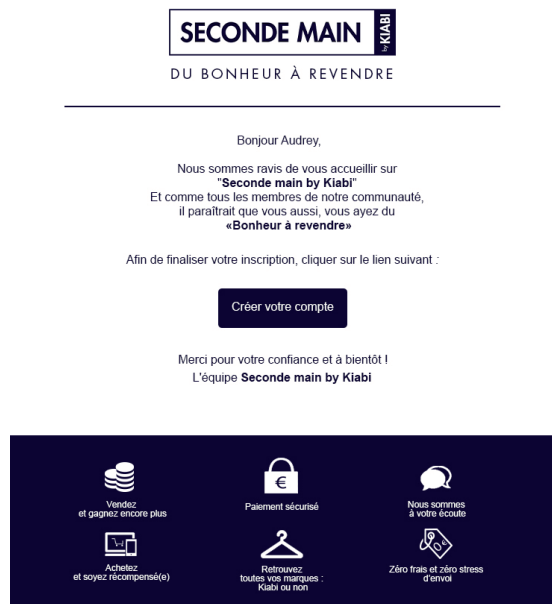 SECONDE MAIN by KIABI
DU BONHEUR À REVENDRE
Bonjour Audrey,
Nous sommes ravis de vous accueillir sur
"Seconde main by Kiabi"
Et comme tous les membres de notre communauté,
il paraîtrait que vous aussi, vous ayez du
«Bonheur à revendre»
Afin de finaliser votre inscription, cliquer sur le lien suivant :
Créer votre compte
Merci pour votre confiance et à bientôt !
L'équipe Seconde main by Kiabi
Vendez
et gagnez encore plus
€
Paiement sécurisé
Nous sommes
à votre écoute
Achetez
et soyez récompensé(e)
Retrouvez
toutes vos marques :
Kiabi ou non
0€
Zéro frais et zéro stress
d'envoi